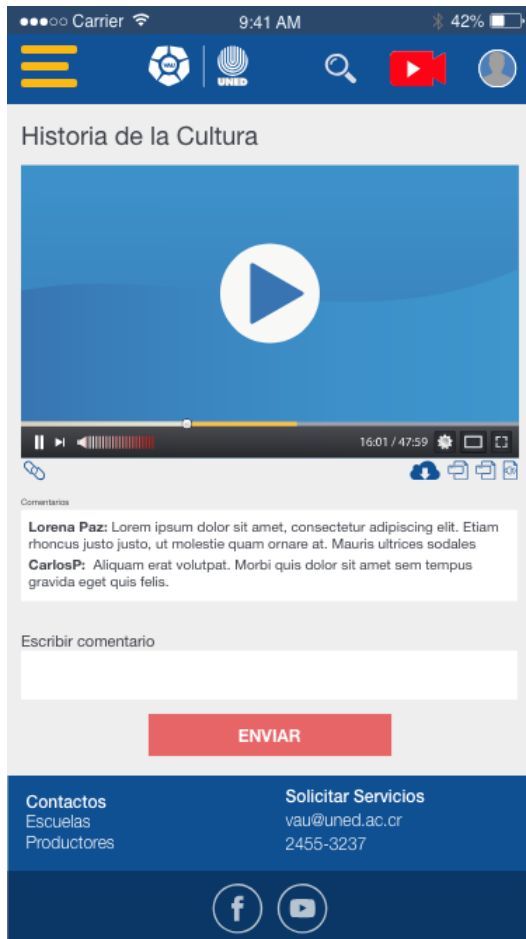 Carrier 9:41 AM 42%
VAU UNED
Historia de la Cultura
16:01 / 47:59
Comentarios
Lorena Paz: Lorem ipsum dolor sit amet, consectetur adipiscing elit. Etiam
rhoncus justo justo, ut molestie quam ornare at. Mauris ultrices sodales
CarlosP: Aliquam erat volutpat. Morbi quis dolor sit amet sem tempus
gravida eget quis felis.
Escribir comentario
ENVIAR
Contactos
Escuelas
Productores
Solicitar Servicios
vau@uned.ac.cr
2455-3237